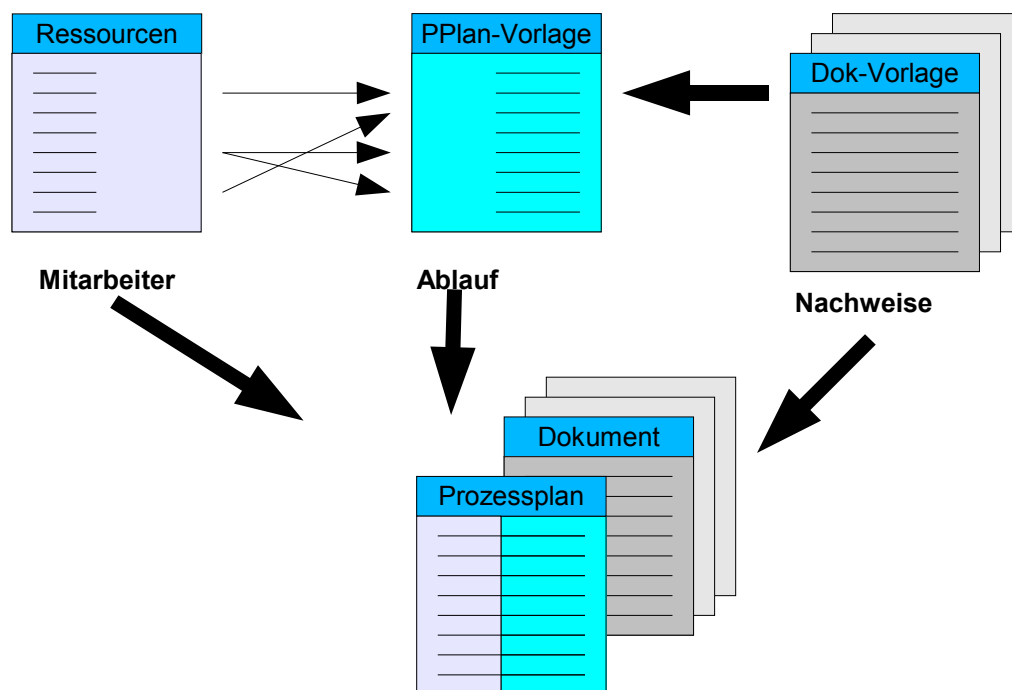 Ressourcen
PPlan-Vorlage
Dok-Vorlage
Mitarbeiter
Ablauf
Nachweise
Dokument
Prozessplan